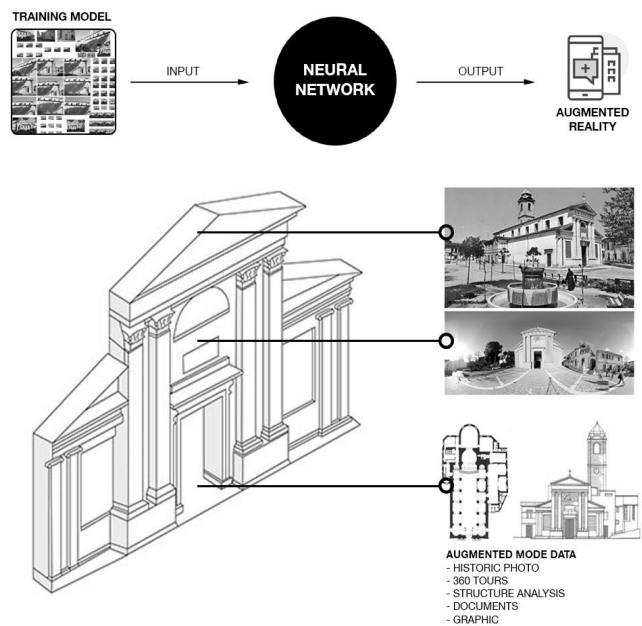 TRAINING MODEL
INPUT
NEURAL
NETWORK
OUTPUT
AUGMENTED
REALITY
AUGMENTED MODE DATA
- HISTORIC PHOTO
- 360 TOURS
- STRUCTURE ANALYSIS
- DOCUMENTS
- GRAPHIC